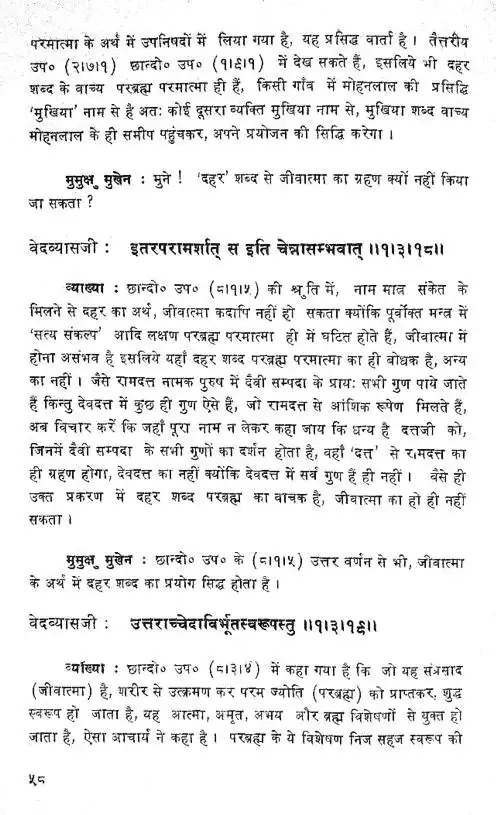 परमात्मा के अर्थ में उपनिषदों में लिया गया है, यह प्रसिद्ध वार्ता है । तैत्तरीय
उप० (२।७।१) छान्दो० उप० (१।६।१) में देख सकते हैं, इसलिये भी दहर
शब्द के वाच्य परब्रह्म परमात्मा ही हैं, किसी गाँव में मोहनलाल की प्रसिद्धि
'मुखिया' नाम से है अतः कोई दूसरा व्यक्ति मुखिया नाम से, मुखिया शब्द वाच्य
मोहनलाल के ही समीप पहुंचकर, अपने प्रयोजन की सिद्धि करेगा ।
मुमुक्षु मुखेन : मुने ! 'दहर' शब्द से जीवात्मा का ग्रहण क्यों नहीं किया
जा सकता ?
वेदव्यासजी : इतरपरामर्शात् स इति चेन्नासम्भवात् ॥१।३।१८॥
व्याख्या : छान्दो० उप० (८।१।५) की श्रुति में, नाम मात्र संकेत के
मिलने से दहर का अर्थ, जीवात्मा कदापि नहीं हो सकता क्योंकि पूर्वोक्त मन्त्र में
'सत्य संकल्प' आदि लक्षण परब्रह्म परमात्मा ही में घटित होते हैं, जीवात्मा में
होना असंभव है इसलिये यहाँ दहर शब्द परब्रह्म परमात्मा का ही बोधक है, अन्य
का नहीं । जैसे रामदत्त नामक पुरुष में दैवी सम्पदा के प्रायः सभी गुण पाये जाते
हैं किन्तु देवदत्त में कुछ ही गुण ऐसे हैं, जो रामदत्त से आंशिक रूपेण मिलते हैं,
अब विचार करें कि जहाँ पूरा नाम न लेकर कहा जाय कि धन्य है दत्तजी को,
जिनमें दैवी सम्पदा के सभी गुणों का दर्शन होता है, वहाँ 'दत्त' से रामदत्त का
ही ग्रहण होगा, देवदत्त का नहीं क्योंकि देवदत्त में सर्व गुण हैं ही नहीं । वैसे ही
उक्त प्रकरण में दहर शब्द परब्रह्म का वाचक है, जीवात्मा का हो ही नहीं
सकता ।
मुमुक्षु मुखेन : छान्दो० उप० के (८।१।५) उत्तर वर्णन से भी, जीवात्मा
के अर्थ में दहर शब्द का प्रयोग सिद्ध होता है ।
वेदव्यासजी : उत्तराच्चेदाविर्भूतस्वरूपस्तु ॥१।३।१९॥
व्याख्या : छान्दो० उप० (८।३।४) में कहा गया है कि जो यह संप्रसाद
(जीवात्मा) है, शरीर से उत्क्रमण कर परम ज्योति (परब्रह्म) को प्राप्तकर, शुद्ध
स्वरूप हो जाता है, यह आत्मा, अमृत, अभय और ब्रह्म विशेषणों से युक्त हो
जाता है, ऐसा आचार्य ने कहा है । परब्रह्म के ये विशेषण निज सहज स्वरूप की
५८